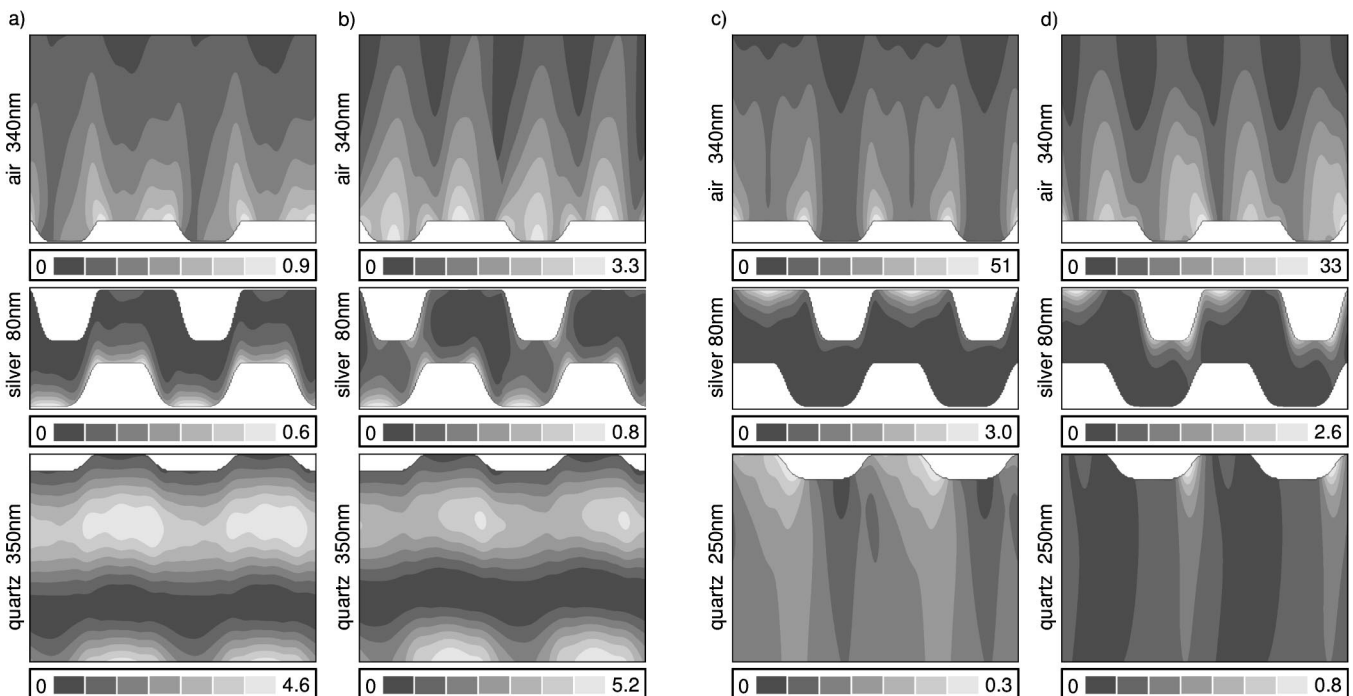 a)
b)
c)
d)
air 340nm
air 340nm
air 340nm
air 340nm
0 0.9
0 3.3
0 51
0 33
silver 80nm
silver 80nm
silver 80nm
silver 80nm
0 0.6
0 0.8
0 3.0
0 2.6
quartz 350nm
quartz 350nm
quartz 250nm
quartz 250nm
0 4.6
0 5.2
0 0.3
0 0.8